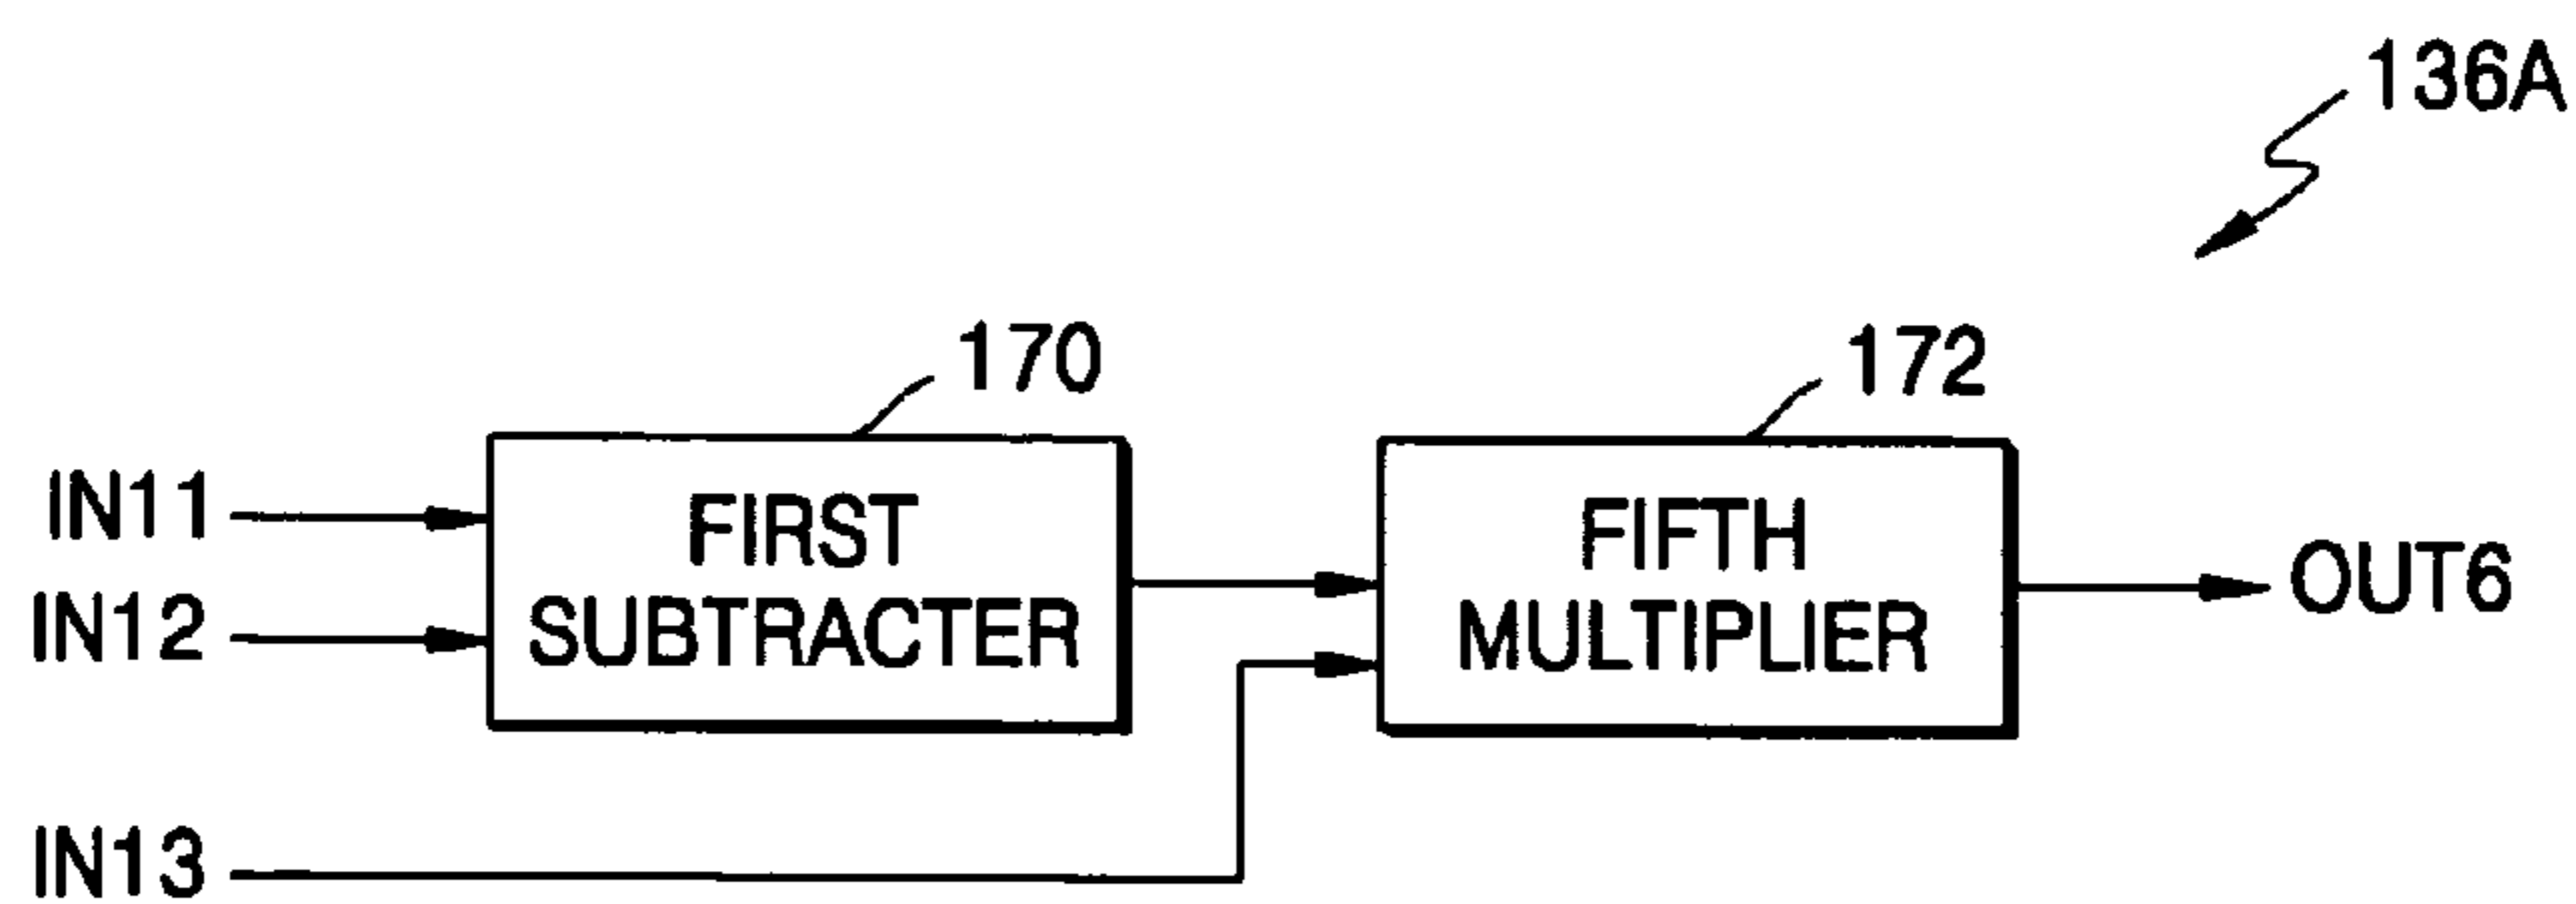 136A
170
172
IN11
FIRST
SUBTRACTER
FIFTH
MULTIPLIER
OUT6
IN12
IN13